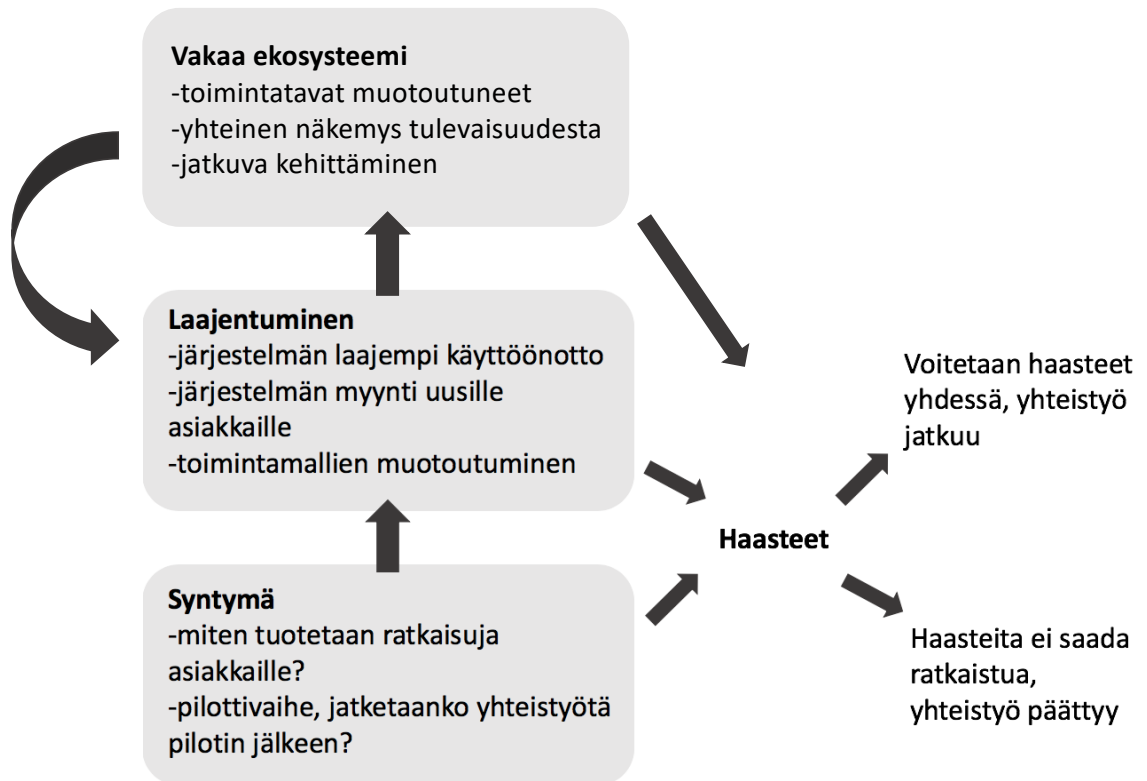 Vakaa ekosysteemi
-toimintatavat muotoutuneet
-yhteinen näkemys tulevaisuudesta
-jatkuva kehittäminen
Laajentuminen
-järjestelmän laajempi käyttöönotto
-järjestelmän myynti uusille
asiakkaille
-toimintamallien muotoutuminen
Syntymä
-miten tuotetaan ratkaisuja
asiakkaille?
-pilottivaihe, jatketaanko yhteistyötä
pilotin jälkeen?
Haasteet
Voitetaan haasteet
yhdessä, yhteistyö
jatkuu
Haasteita ei saada
ratkaistua,
yhteistyö päättyy